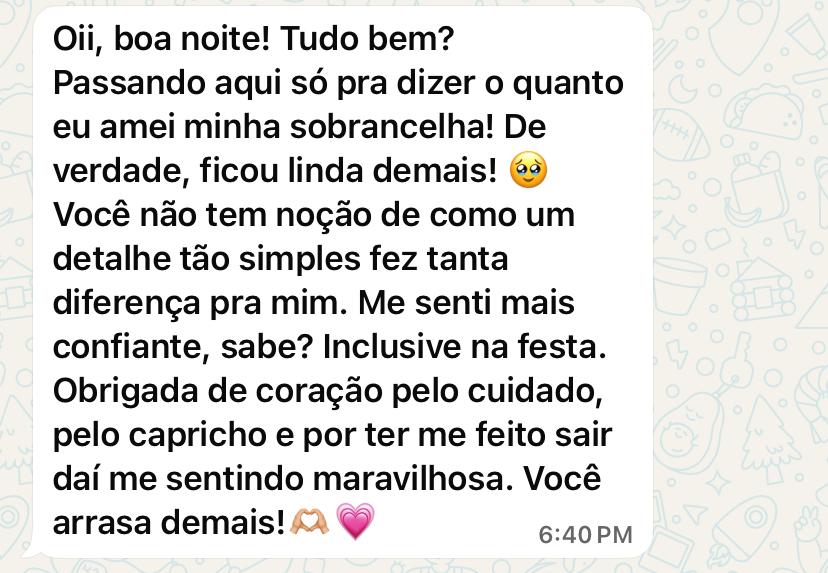 Oii, boa noite! Tudo bem?
Passando aqui só pra dizer o quanto
eu amei minha sobrancelha! De
verdade, ficou linda demais! 🥹
Você não tem noção de como um
detalhe tão simples fez tanta
diferença pra mim. Me senti mais
confiante, sabe? Inclusive na festa.
Obrigada de coração pelo cuidado,
pelo capricho e por ter me feito sair
daí me sentindo maravilhosa. Você
arrasa demais!🫶🏼💗
6:40 PM